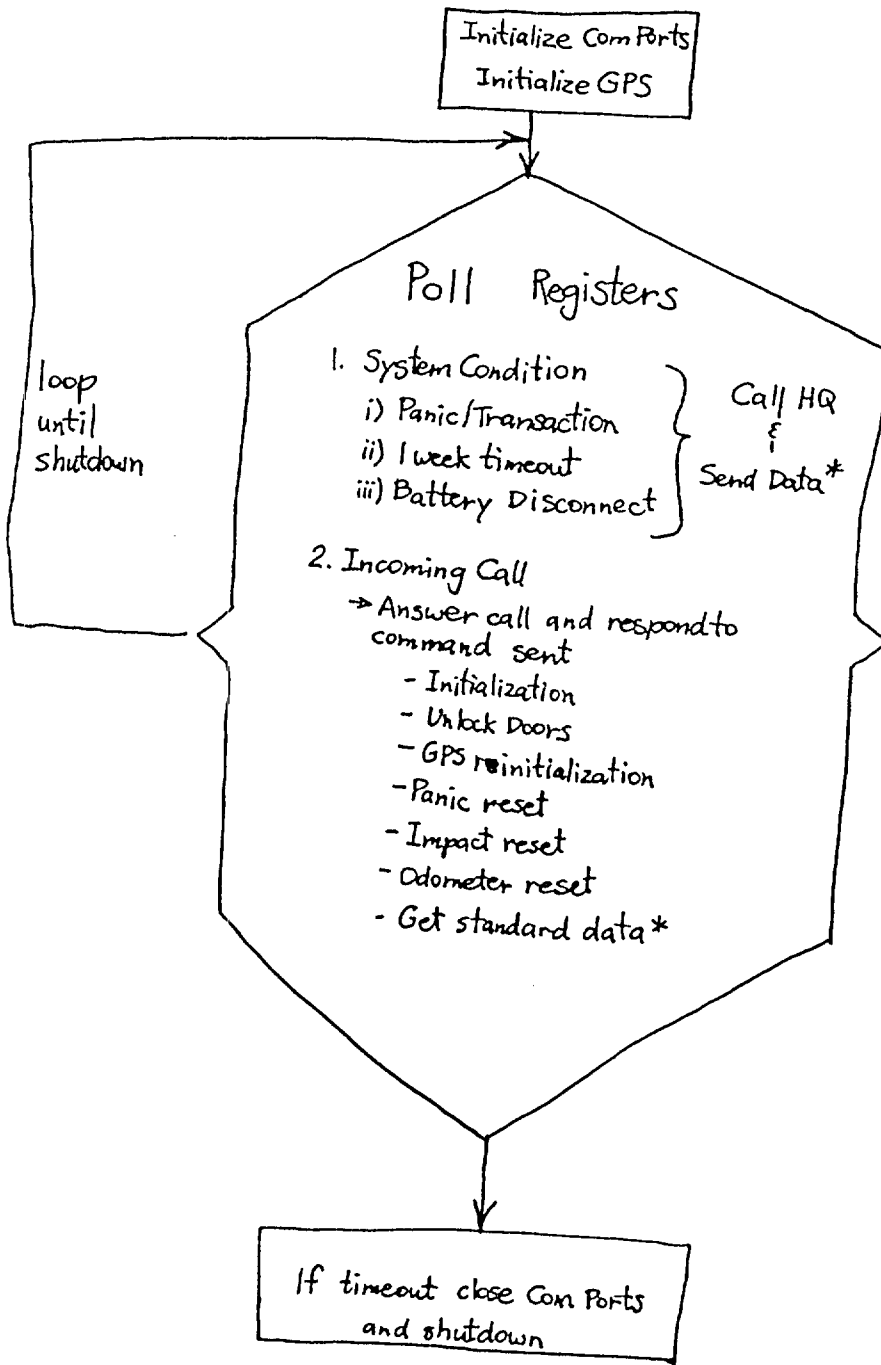 Initialize Com Ports
Initialize GPS
Poll Registers
loop
until
shutdown
1. System Condition
i) Panic/Transaction
ii) 1 week timeout
iii) Battery Disconnect
Call HQ
&
Send Data*
2. Incoming Call
→ Answer call and respond to
command sent
- Initialization
- Unlock Doors
- GPS reinitialization
- Panic reset
- Impact reset
- Odometer reset
- Get standard data*
If timeout close Com Ports
and shutdown